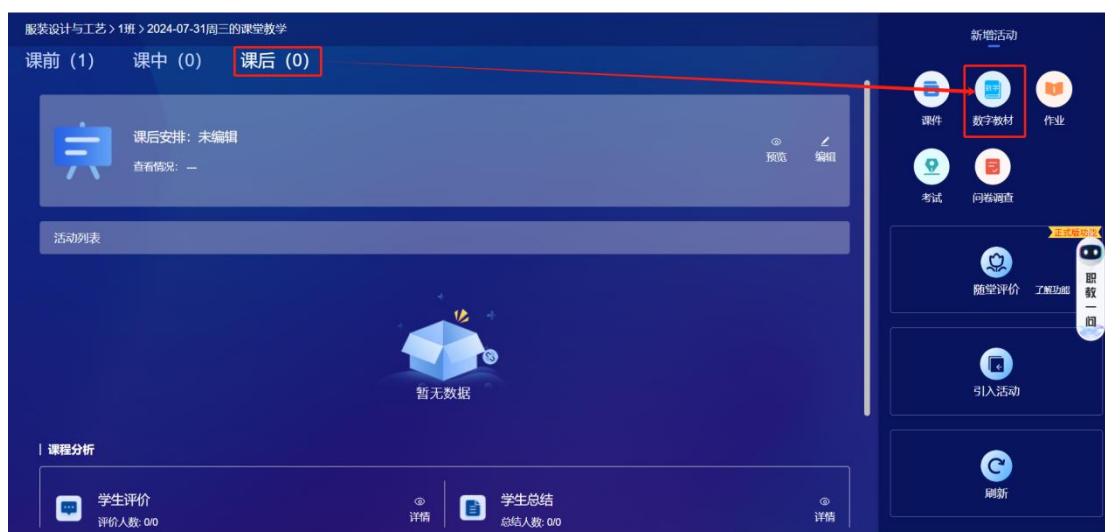 服装设计与工艺 > 1班 > 2024-07-31周三的课堂教学
课前（1） 课中（0） 课后（0）
课后安排：未编辑
查看情况：—
预览 编辑
活动列表
暂无数据
课程分析
学生评价
评价人数: 0/0
详情
学生总结
总结人数: 0/0
详情
新增活动
课件 数字教材 作业
数字
考试 问卷调查
正式版功能
随堂评价 了解功能
职教一问
引入活动
刷新